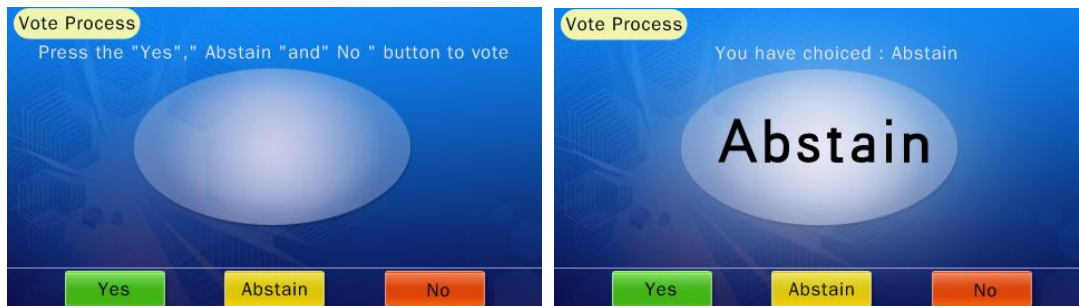 Vote Process
Press the "Yes"," Abstain "and" No " button to vote
Yes
Abstain
No
Vote Process
You have choiced : Abstain
Abstain
Yes
Abstain
No